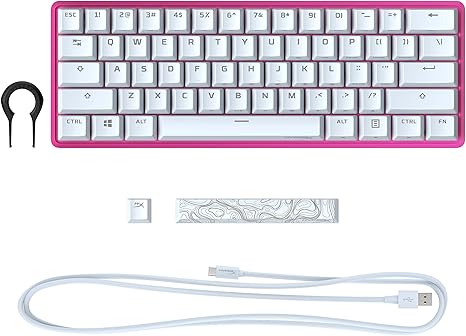 ESC 1! 2@ 3# 4$ 5% 6^ 7& 8* 9( 0) -_ =+ ←
Q W E R T Y U I O P [{ ]} \|
A S D F G H J K L ;: '"
Z X C V B N M ,< .> /?
CTRL ALT ALT CTRL FN